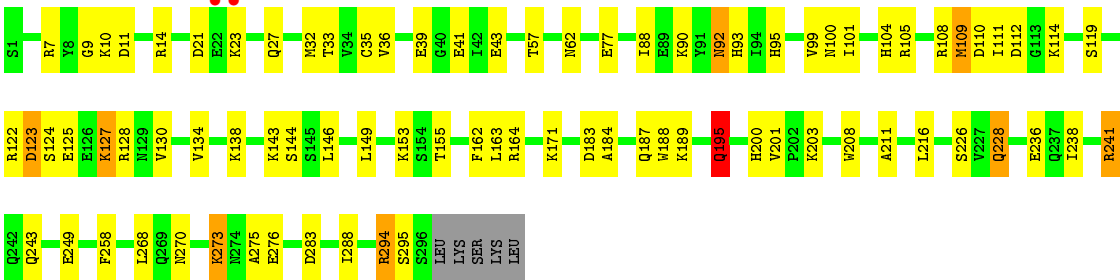 S1 R7 Y8 G9 K10 D11 R14 D21 E22 K23 Q27 M32 T33 V34 C35 V36 E39 G40 E41 I42 E43 T57 N62 E77 I88 E89 K90 Y91 N92 H93 I94 H95 V99 N100 I101 H104 R105 R108 M109 D110 I111 D112 G113 K114 S119
R122 D123 S124 E125 E126 K127 R128 N129 V130 V134 K138 K143 S144 S145 L146 L149 K153 S154 T155 F162 L163 R164 K171 D183 A184 Q187 W188 K189 Q195 H200 V201 P202 K203 W208 A211 L216 S226 V227 Q228 E236 Q237 I238 R241
Q242 Q243 E249 F258 L268 Q269 N270 K273 N274 A275 E276 D283 I288 R294 S295 S296 LEU LYS SER LYS LEU